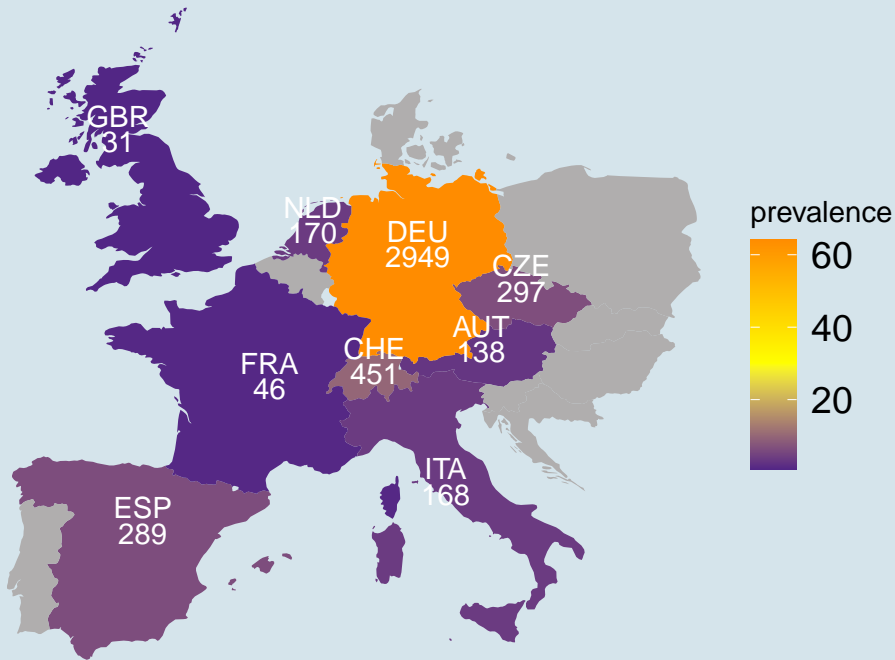 GBR
31
NLD
170
DEU
2949
CZE
297
AUT
138
CHE
451
FRA
46
ITA
168
ESP
289
prevalence
60
40
20